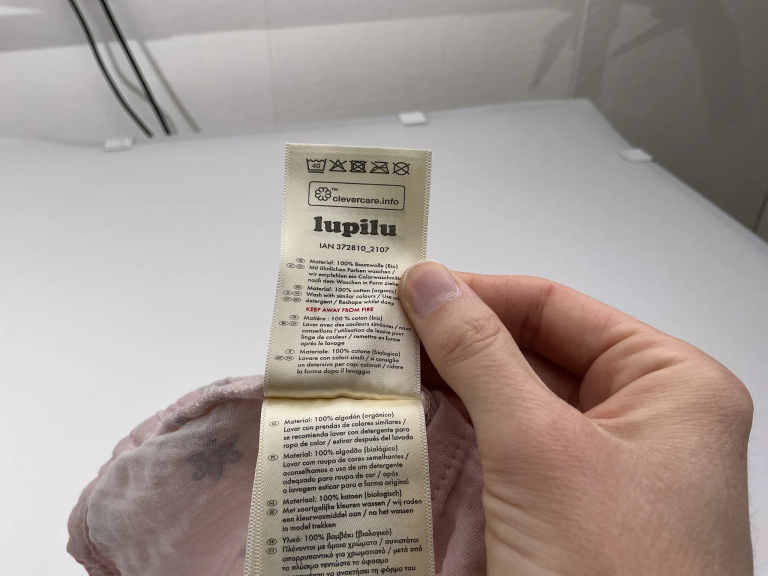 40
clevercare.info
lupilu
IAN 372810_2107
Material: 100% Baumwolle (Bio)
Mit ähnlichen Farben waschen /
wir empfehlen ein Colorwaschmitt
nach dem Waschen in Form ziehe
Material: 100% cotton (organic)
Wash with similar colours / Use co
detergent / Reshape whilst damp
KEEP AWAY FROM FIRE
Matière : 100 % coton (bio)
Laver avec des couleurs similaires / nous
conseillons l'utilisation de lessive pour
linge de couleur / remettre en forme
après le lavage
Materiale: 100% cotone (biologico)
Lavare con colori simili / si consiglia
un detersivo per capi colorati / ridare
la forma dopo il lavaggio
Material: 100% algodón (orgánico)
Lavar con prendas de colores similares /
se recomienda lavar con detergente para
ropa de color / estirar después del lavado
Material: 100% algodão (biológico)
Lavar com roupa de cores semelhantes /
aconselhamos o uso de um detergente
adequado para roupa de cor / após
a lavagem esticar para a forma original
Materiaal: 100% katoen (biologisch)
Met soortgelijke kleuren wassen / wij raden
een kleurwasmiddel aan / na het wassen
in model trekken
Υλικό: 100% βαμβάκι (βιολογικό)
Πλένονται με όμοια χρώματα / συνιστάται
απορρυπαντικό για χρωματιστά / μετά από
το πλύσιμο τεντώστε το ύφασμα
ανακτήσει τη φόρμα του